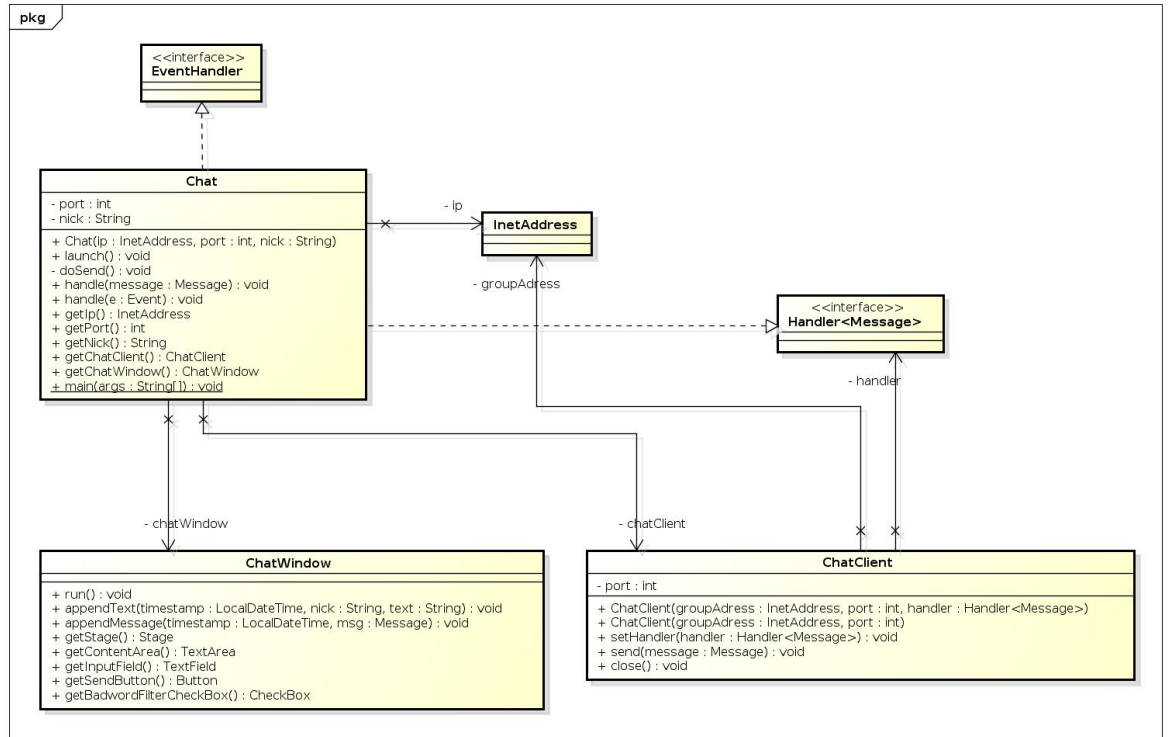 pkg
<<interface>>
EventHandler
Chat
- port : int
- nick : String
+ Chat(ip : InetAddress, port : int, nick : String)
+ launch() : void
- doSend() : void
+ handle(message : Message) : void
+ handle(e : Event) : void
+ getIp() : InetAddress
+ getPort() : int
+ getNick() : String
+ getChatClient() : ChatClient
+ getChatWindow() : ChatWindow
+ main(args : String[]) : void
- ip
InetAddress
- groupAdress
<<interface>>
Handler<Message>
- handler
- chatWindow
- chatClient
ChatWindow
+ run() : void
+ appendText(timestamp : LocalDateTime, nick : String, text : String) : void
+ appendMessage(timestamp : LocalDateTime, msg : Message) : void
+ getStage() : Stage
+ getContentArea() : TextArea
+ getInputField() : TextField
+ getSendButton() : Button
+ getBadwordFilterCheckBox() : CheckBox
ChatClient
- port : int
+ ChatClient(groupAdress : InetAddress, port : int, handler : Handler<Message>)
+ ChatClient(groupAdress : InetAddress, port : int)
+ setHandler(handler : Handler<Message>) : void
+ send(message : Message) : void
+ close() : void